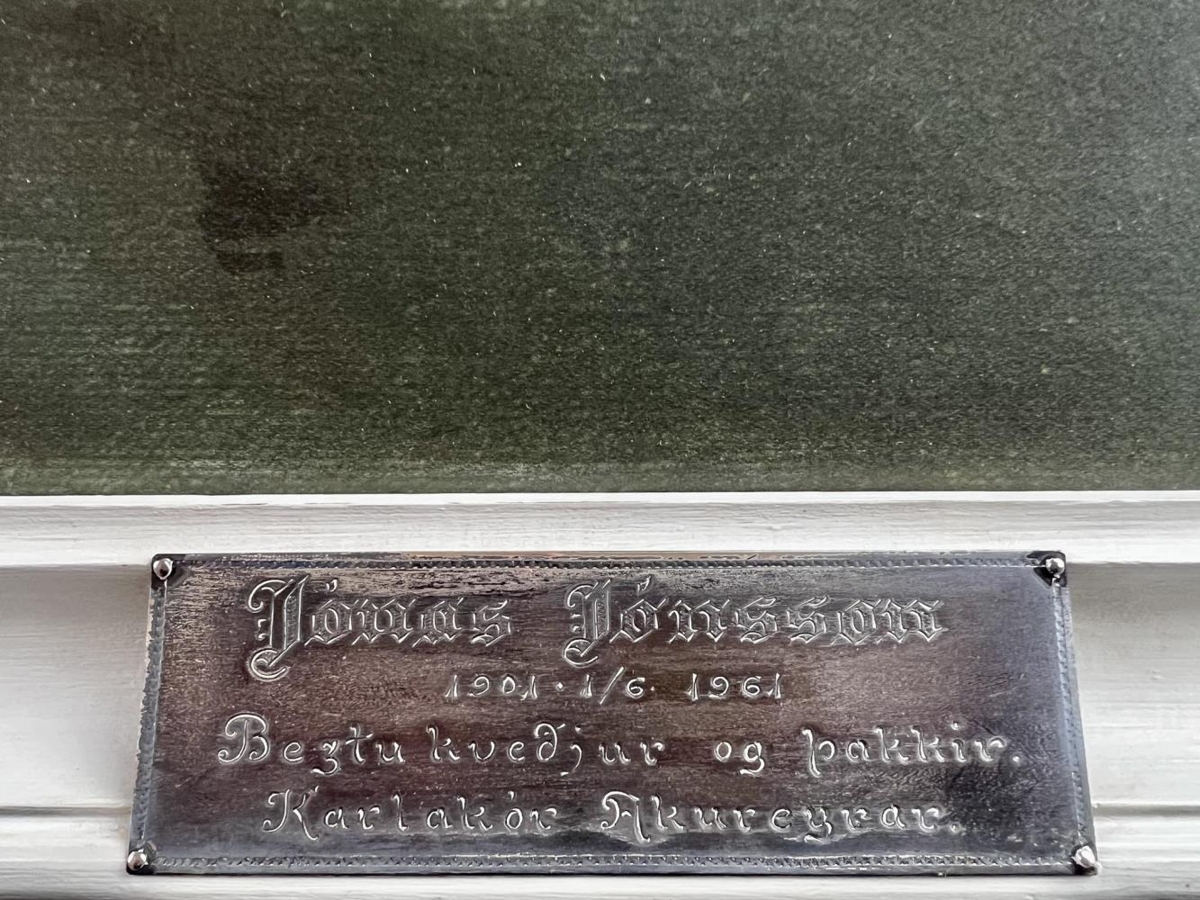 Jónas Jónsson
1901 · 1/6 · 1961
Beztu kveðjur og þakkir.
Karlakór Akureyrar.